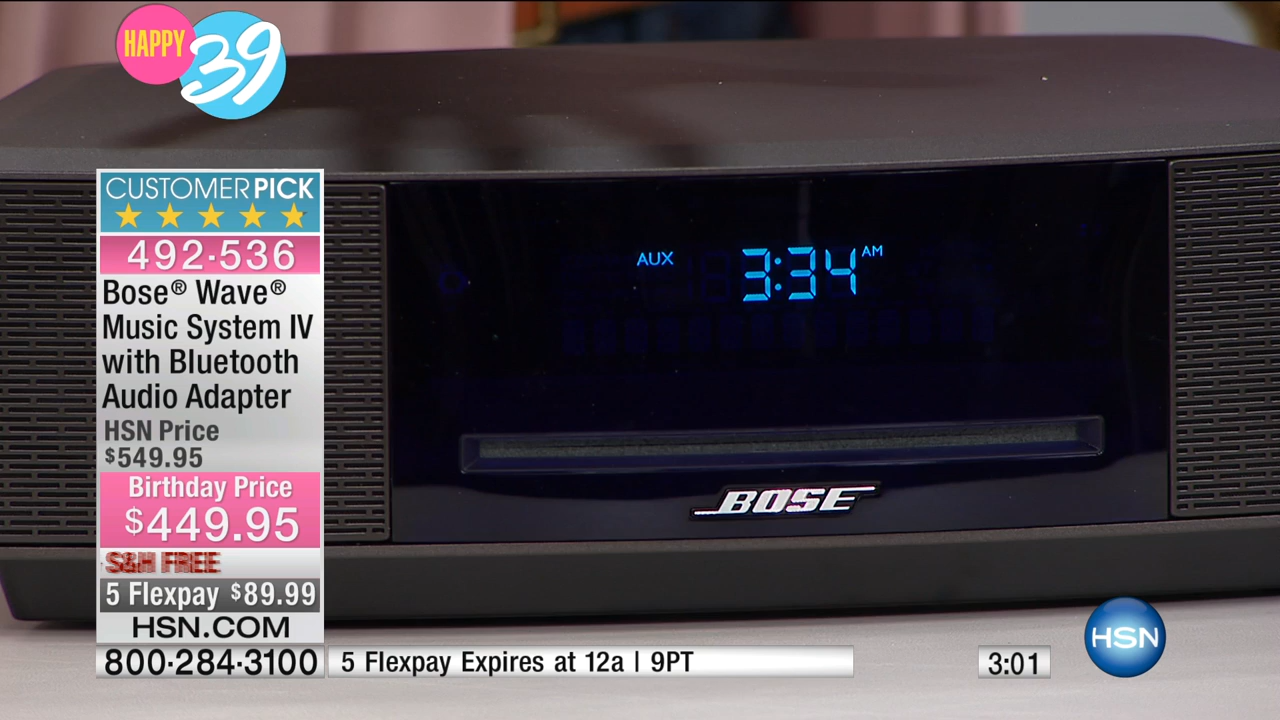 HAPPY
39
CUSTOMER PICK
492·536
Bose® Wave®
Music System IV
with Bluetooth
Audio Adapter
HSN Price
$549.95
Birthday Price
$449.95
S&H FREE
5 Flexpay $89.99
HSN.COM
800·284·3100
5 Flexpay Expires at 12a | 9PT
3:01
HSN
AUX 3:34 AM
BOSE